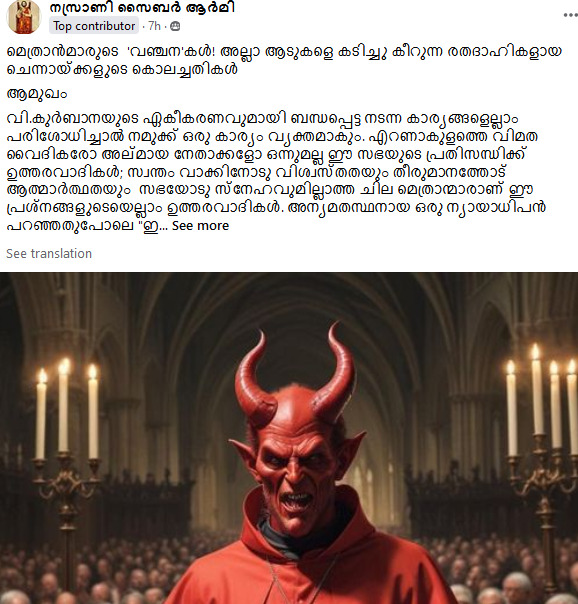 നസ്രാണി സൈബർ ആർമി
Top contributor · 7h ·
മെത്രാൻമാരുടെ 'വഞ്ചന'കൾ! അല്ലാ ആടുകളെ കടിച്ചു കീറുന്ന രതദാഹികളായ
ചെന്നായ്ക്കളുടെ കൊലച്ചതികൾ
ആമുഖം
വി.കുർബാനയുടെ ഏകീകരണവുമായി ബന്ധപ്പെട്ട നടന്ന കാര്യങ്ങളെല്ലാം
പരിശോധിച്ചാൽ നമുക്ക് ഒരു കാര്യം വ്യക്തമാകും. എറണാകുളത്തെ വിമത
വൈദികരോ അല്മായ നേതാക്കളോ ഒന്നുമല്ല ഈ സഭയുടെ പ്രതിസന്ധിക്ക്
ഉത്തരവാദികൾ; സ്വന്തം വാക്കിനോടു വിശ്വസ്തതയും തീരുമാനത്തോട്
ആത്മാർത്ഥതയും സഭയോടു സ്നേഹവുമില്ലാത്ത ചില മെത്രാന്മാരാണ് ഈ
പ്രശ്നങ്ങളുടെയെല്ലാം ഉത്തരവാദികൾ. അന്യമതസ്ഥനായ ഒരു ന്യായാധിപൻ
പറഞ്ഞതുപോലെ "ഇ... See more
See translation